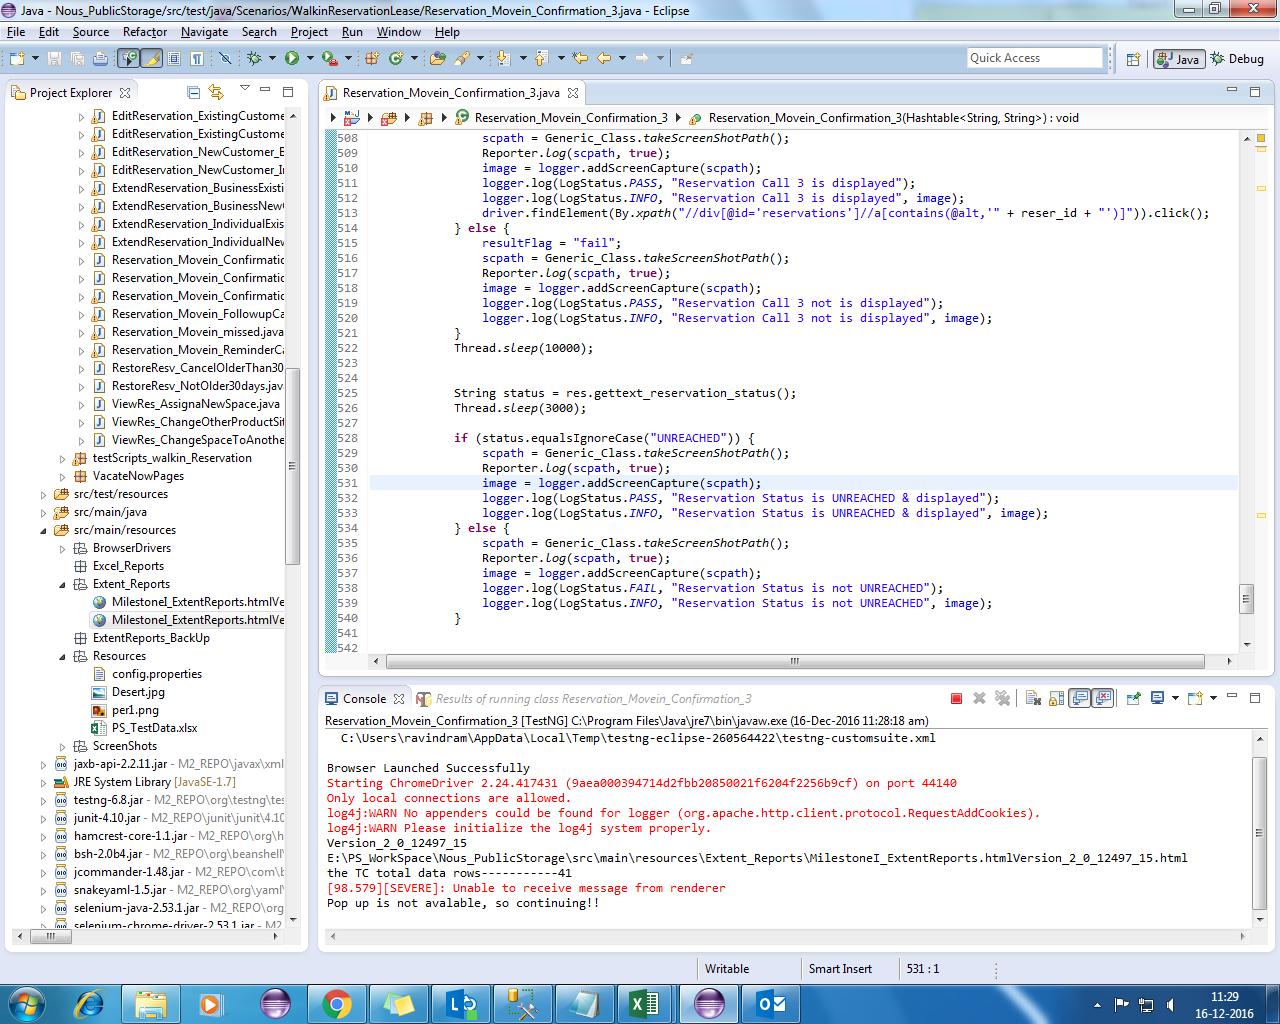 Java - Nous_PublicStorage/src/test/java/Scenarios/WalkinReservationLease/Reservation_Movein_Confirmation_3.java - Eclipse
File Edit Source Refactor Navigate Search Project Run Window Help
Quick Access Java Debug
Project Explorer
EditReservation_ExistingCustome
EditReservation_ExistingCustome
EditReservation_NewCustomer_E
EditReservation_NewCustomer_I
ExtendReservation_BusinessExisti
ExtendReservation_BusinessNew
ExtendReservation_IndividualExis
ExtendReservation_IndividualNew
Reservation_Movein_Confirmatio
Reservation_Movein_Confirmatio
Reservation_Movein_Confirmatio
Reservation_Movein_FollowupCa
Reservation_Movein_missed.java
Reservation_Movein_ReminderCa
RestoreResv_CancelOlderThan30
RestoreResv_NotOlder30days.jav
ViewRes_AssignaNewSpace.java
ViewRes_ChangeOtherProductSit
ViewRes_ChangeSpaceToAnothe
testScripts_walkin_Reservation
VacateNowPages
src/test/resources
src/main/java
src/main/resources
BrowserDrivers
Excel_Reports
Extent_Reports
MilestoneI_ExtentReports.htmlVe
MilestoneI_ExtentReports.htmlVe
ExtentReports_BackUp
Resources
config.properties
Desert.jpg
per1.png
PS_TestData.xlsx
ScreenShots
jaxb-api-2.2.11.jar - M2_REPO\javax\xml
JRE System Library [JavaSE-1.7]
testng-6.8.jar - M2_REPO\org\testng\tes
junit-4.10.jar - M2_REPO\junit\junit\4.10
hamcrest-core-1.1.jar - M2_REPO\org\h
bsh-2.0b4.jar - M2_REPO\org\beanshell\
jcommander-1.48.jar - M2_REPO\com\b
snakeyaml-1.5.jar - M2_REPO\org\yaml\
selenium-java-2.53.1.jar - M2_REPO\org
selenium-chrome-driver-2.53.1.jar - M2
Reservation_Movein_Confirmation_3.java
Reservation_Movein_Confirmation_3 Reservation_Movein_Confirmation_3(Hashtable<String, String>) : void
508 scpath = Generic_Class.takeScreenShotPath();
509 Reporter.log(scpath, true);
510 image = logger.addScreenCapture(scpath);
511 logger.log(LogStatus.PASS, "Reservation Call 3 is displayed");
512 logger.log(LogStatus.INFO, "Reservation Call 3 is displayed", image);
513 driver.findElement(By.xpath("//div[@id='reservations']//a[contains(@alt,'" + reser_id + "')]")).click();
514 } else {
515 resultFlag = "fail";
516 scpath = Generic_Class.takeScreenShotPath();
517 Reporter.log(scpath, true);
518 image = logger.addScreenCapture(scpath);
519 logger.log(LogStatus.PASS, "Reservation Call 3 not is displayed");
520 logger.log(LogStatus.INFO, "Reservation Call 3 not is displayed", image);
521 }
522 Thread.sleep(10000);
523
524
525 String status = res.gettext_reservation_status();
526 Thread.sleep(3000);
527
528 if (status.equalsIgnoreCase("UNREACHED")) {
529 scpath = Generic_Class.takeScreenShotPath();
530 Reporter.log(scpath, true);
531 image = logger.addScreenCapture(scpath);
532 logger.log(LogStatus.PASS, "Reservation Status is UNREACHED & displayed");
533 logger.log(LogStatus.INFO, "Reservation Status is UNREACHED & displayed", image);
534 } else {
535 scpath = Generic_Class.takeScreenShotPath();
536 Reporter.log(scpath, true);
537 image = logger.addScreenCapture(scpath);
538 logger.log(LogStatus.FAIL, "Reservation Status is not UNREACHED");
539 logger.log(LogStatus.INFO, "Reservation Status is not UNREACHED", image);
540 }
541
542
Console Results of running class Reservation_Movein_Confirmation_3
Reservation_Movein_Confirmation_3 [TestNG] C:\Program Files\Java\jre7\bin\javaw.exe (16-Dec-2016 11:28:18 am)
C:\Users\ravindram\AppData\Local\Temp\testng-eclipse-260564422\testng-customsuite.xml
Browser Launched Successfully
Starting ChromeDriver 2.24.417431 (9aea000394714d2fbb20850021f6204f2256b9cf) on port 44140
Only local connections are allowed.
log4j:WARN No appenders could be found for logger (org.apache.http.client.protocol.RequestAddCookies).
log4j:WARN Please initialize the log4j system properly.
Version_2_0_12497_15
E:\PS_WorkSpace\Nous_PublicStorage\src\main\resources\Extent_Reports\MilestoneI_ExtentReports.htmlVersion_2_0_12497_15.html
the TC total data rows-----------41
[98.579][SEVERE]: Unable to receive message from renderer
Pop up is not avalable, so continuing!!
Writable Smart Insert 531 : 1
11:29
16-12-2016